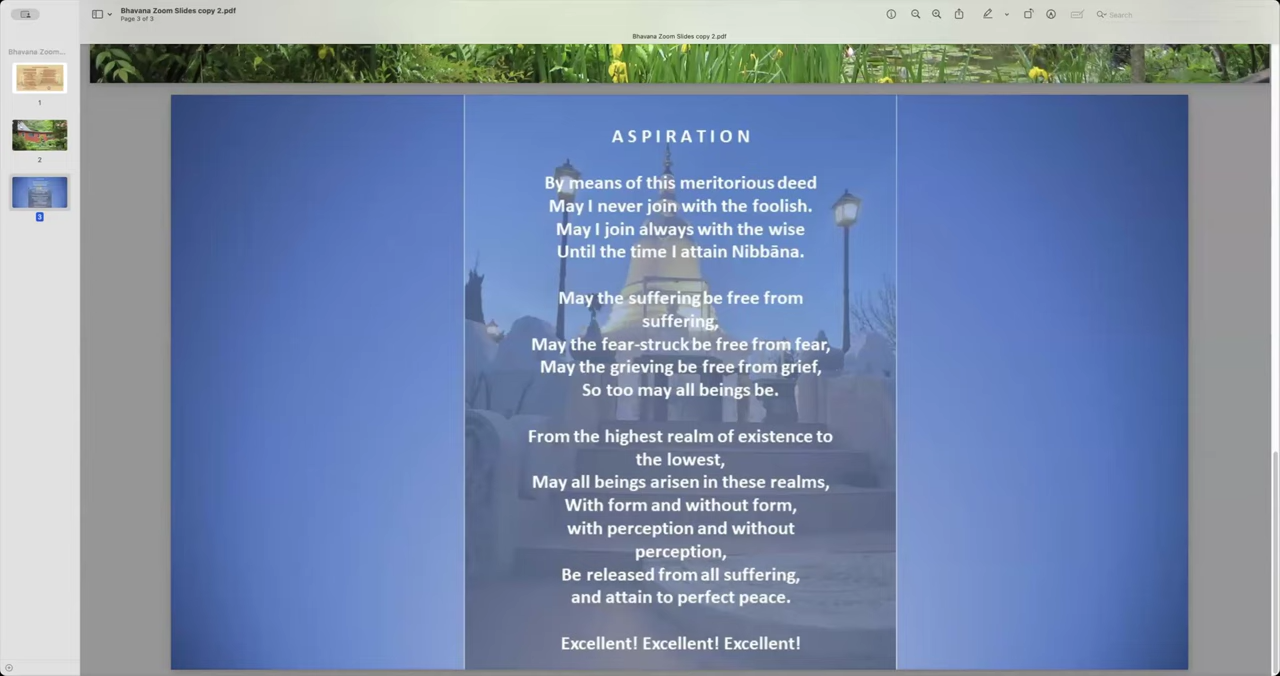 Bhavana Zoom Slides copy 2.pdf
Page 3 of 3
Search
Bhavana Zoom...
Bhavana Zoom Slides copy 2.pdf
1
2
3
A S P I R A T I O N
By means of this meritorious deed
May I never join with the foolish.
May I join always with the wise
Until the time I attain Nibbāna.
May the suffering be free from
suffering,
May the fear-struck be free from fear,
May the grieving be free from grief,
So too may all beings be.
From the highest realm of existence to
the lowest,
May all beings arisen in these realms,
With form and without form,
with perception and without
perception,
Be released from all suffering,
and attain to perfect peace.
Excellent! Excellent! Excellent!